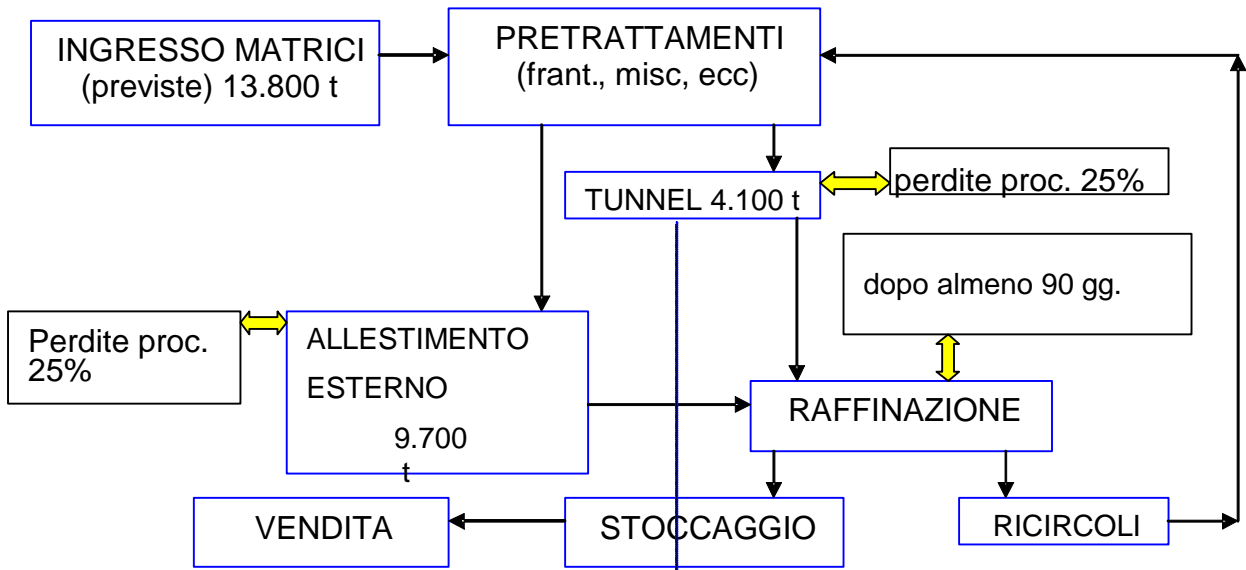 INGRESSO MATRICI
(previste) 13.800 t
PRETRATTAMENTI
(frant., misc, ecc)
TUNNEL 4.100 t
perdite proc. 25%
dopo almeno 90 gg.
Perdite proc.
25%
ALLESTIMENTO
ESTERNO
9.700
t
RAFFINAZIONE
VENDITA
STOCCAGGIO
RICIRCOLI